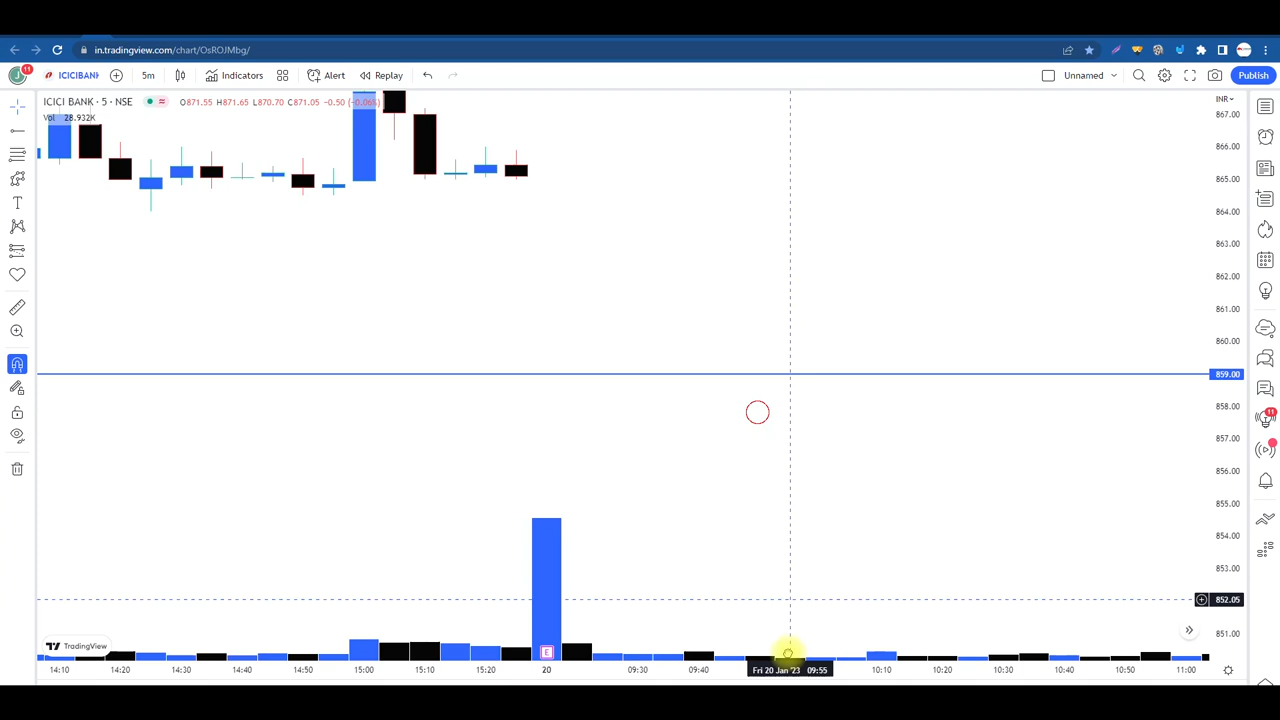 in.tradingview.com/chart/OsROJMbg/
J 11 ICICIBANK 5m Indicators Alert Replay Unnamed Publish
ICICI BANK · 5 · NSE O871.55 H871.65 L870.70 C871.05 −0.50 (−0.06%) INR
Vol 28.932K
867.00
866.00
865.00
864.00
863.00
862.00
861.00
860.00
859.00
858.00
857.00
856.00
855.00
854.00
853.00
852.05
851.00
11
E
TradingView
14:10 14:20 14:30 14:40 14:50 15:00 15:10 15:20 20 09:30 09:40 Fri 20 Jan '23 09:55 10:10 10:20 10:30 10:40 10:50 11:00